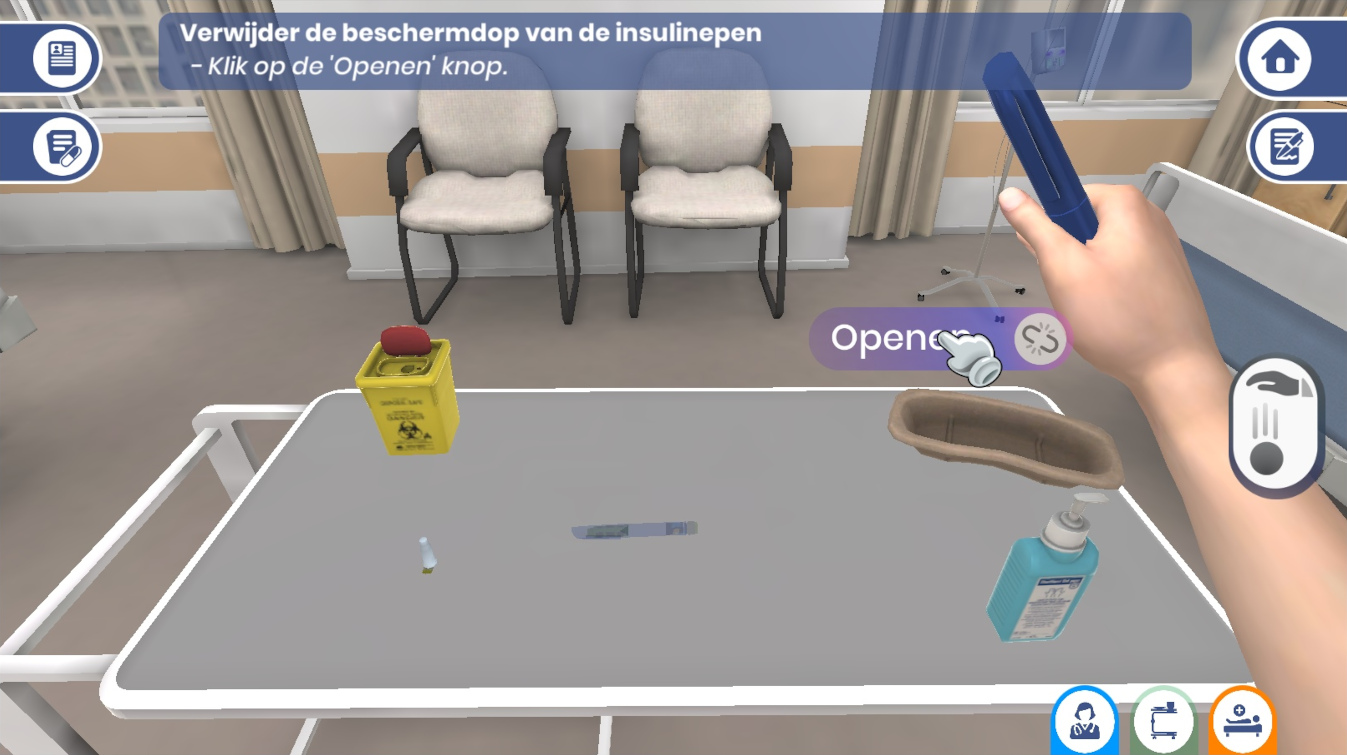 Verwijder de beschermdop van de insulinepen
- Klik op de 'Openen' knop.
Openen